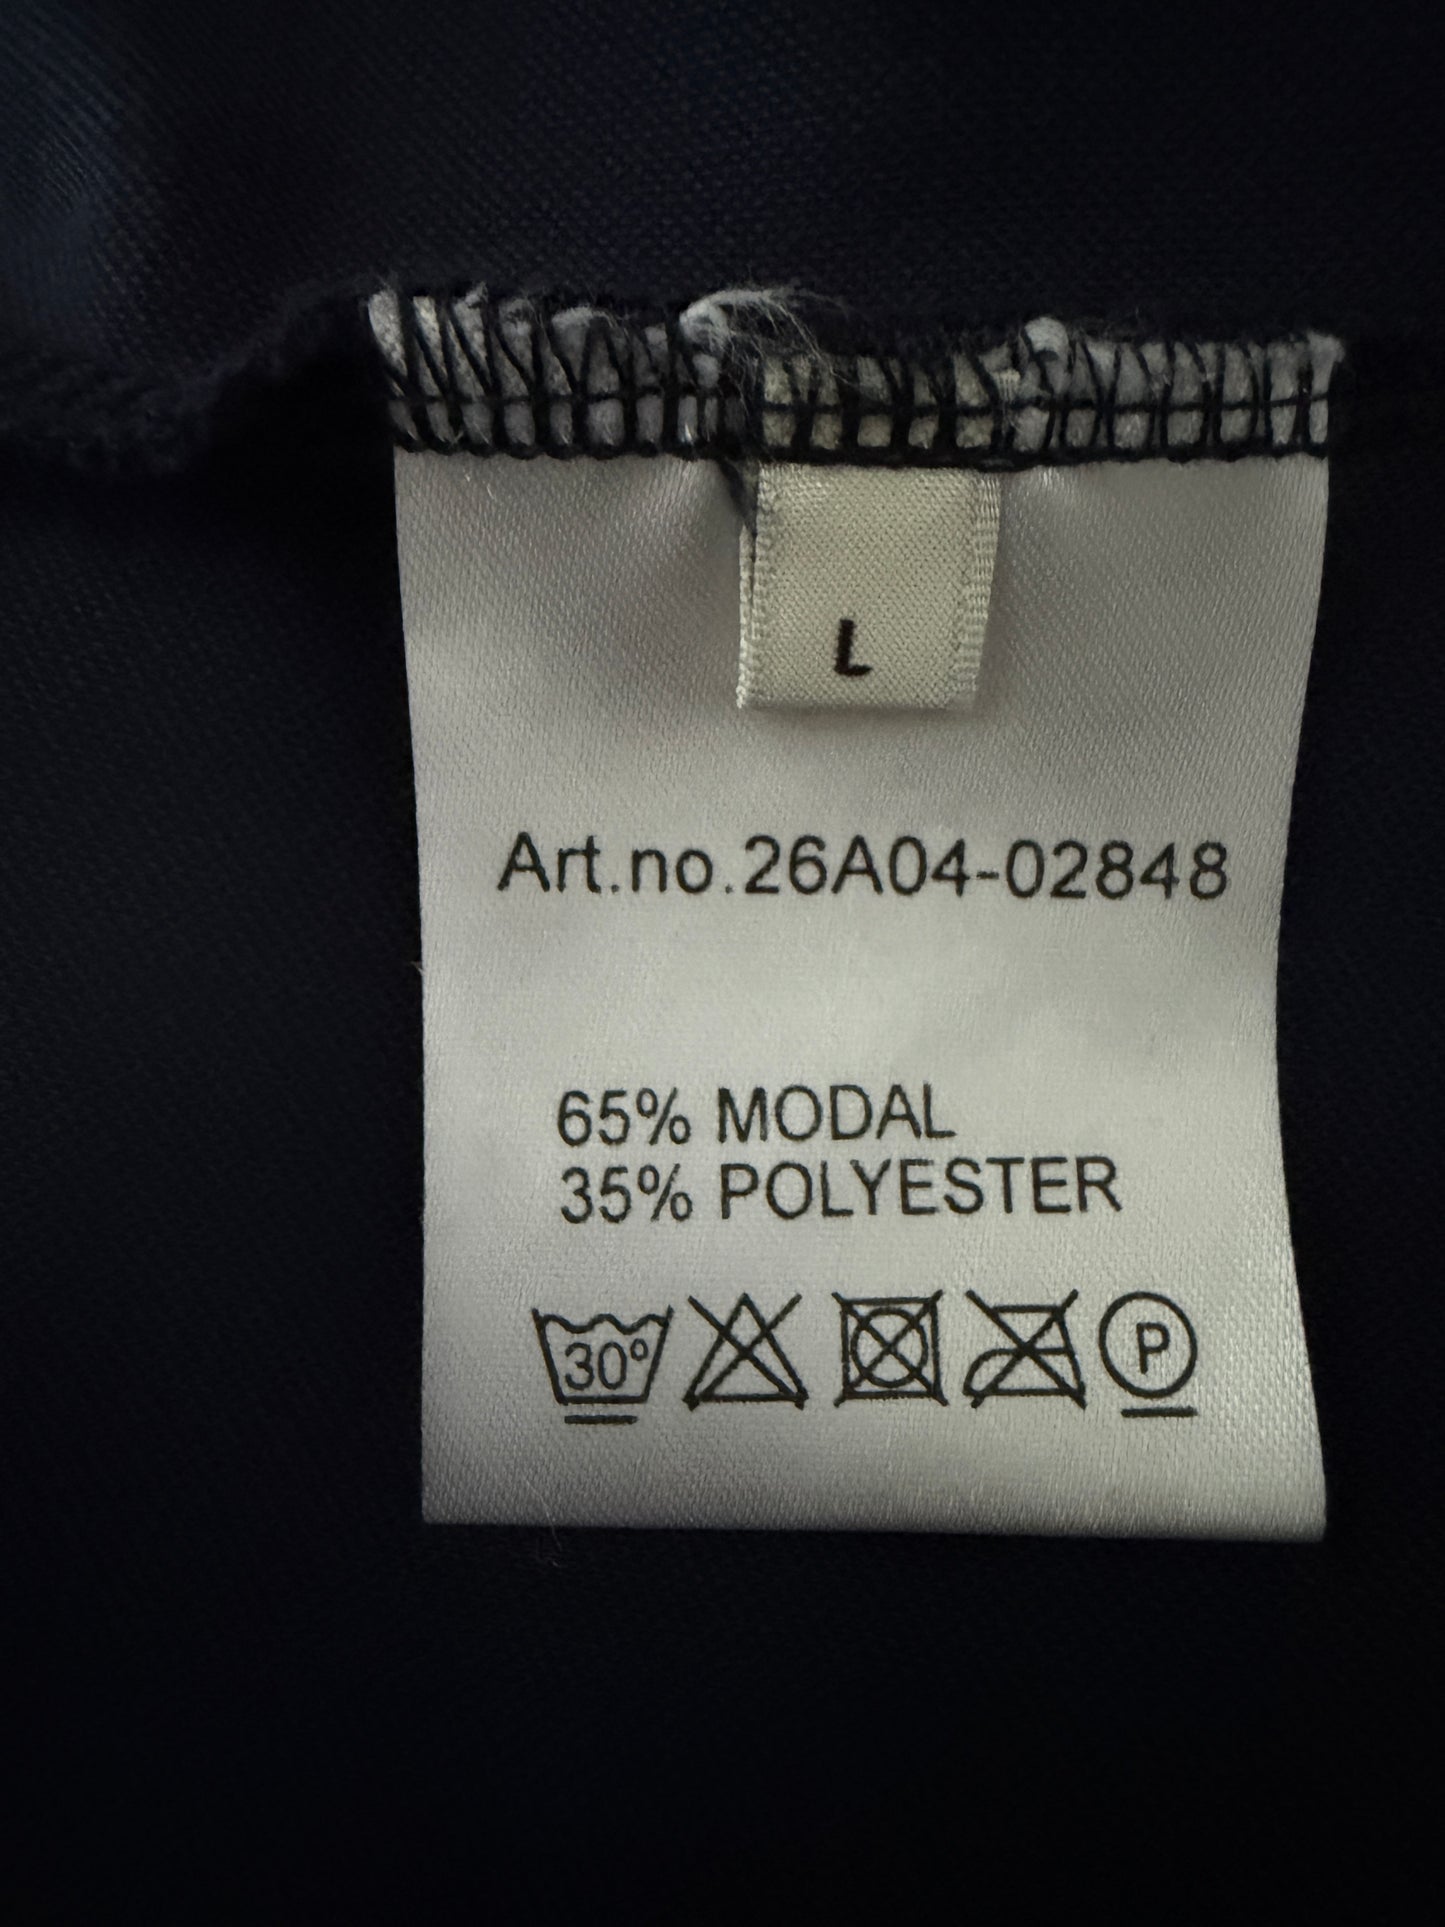 L
Art.no.26A04-02848
65% MODAL
35% POLYESTER
30° P